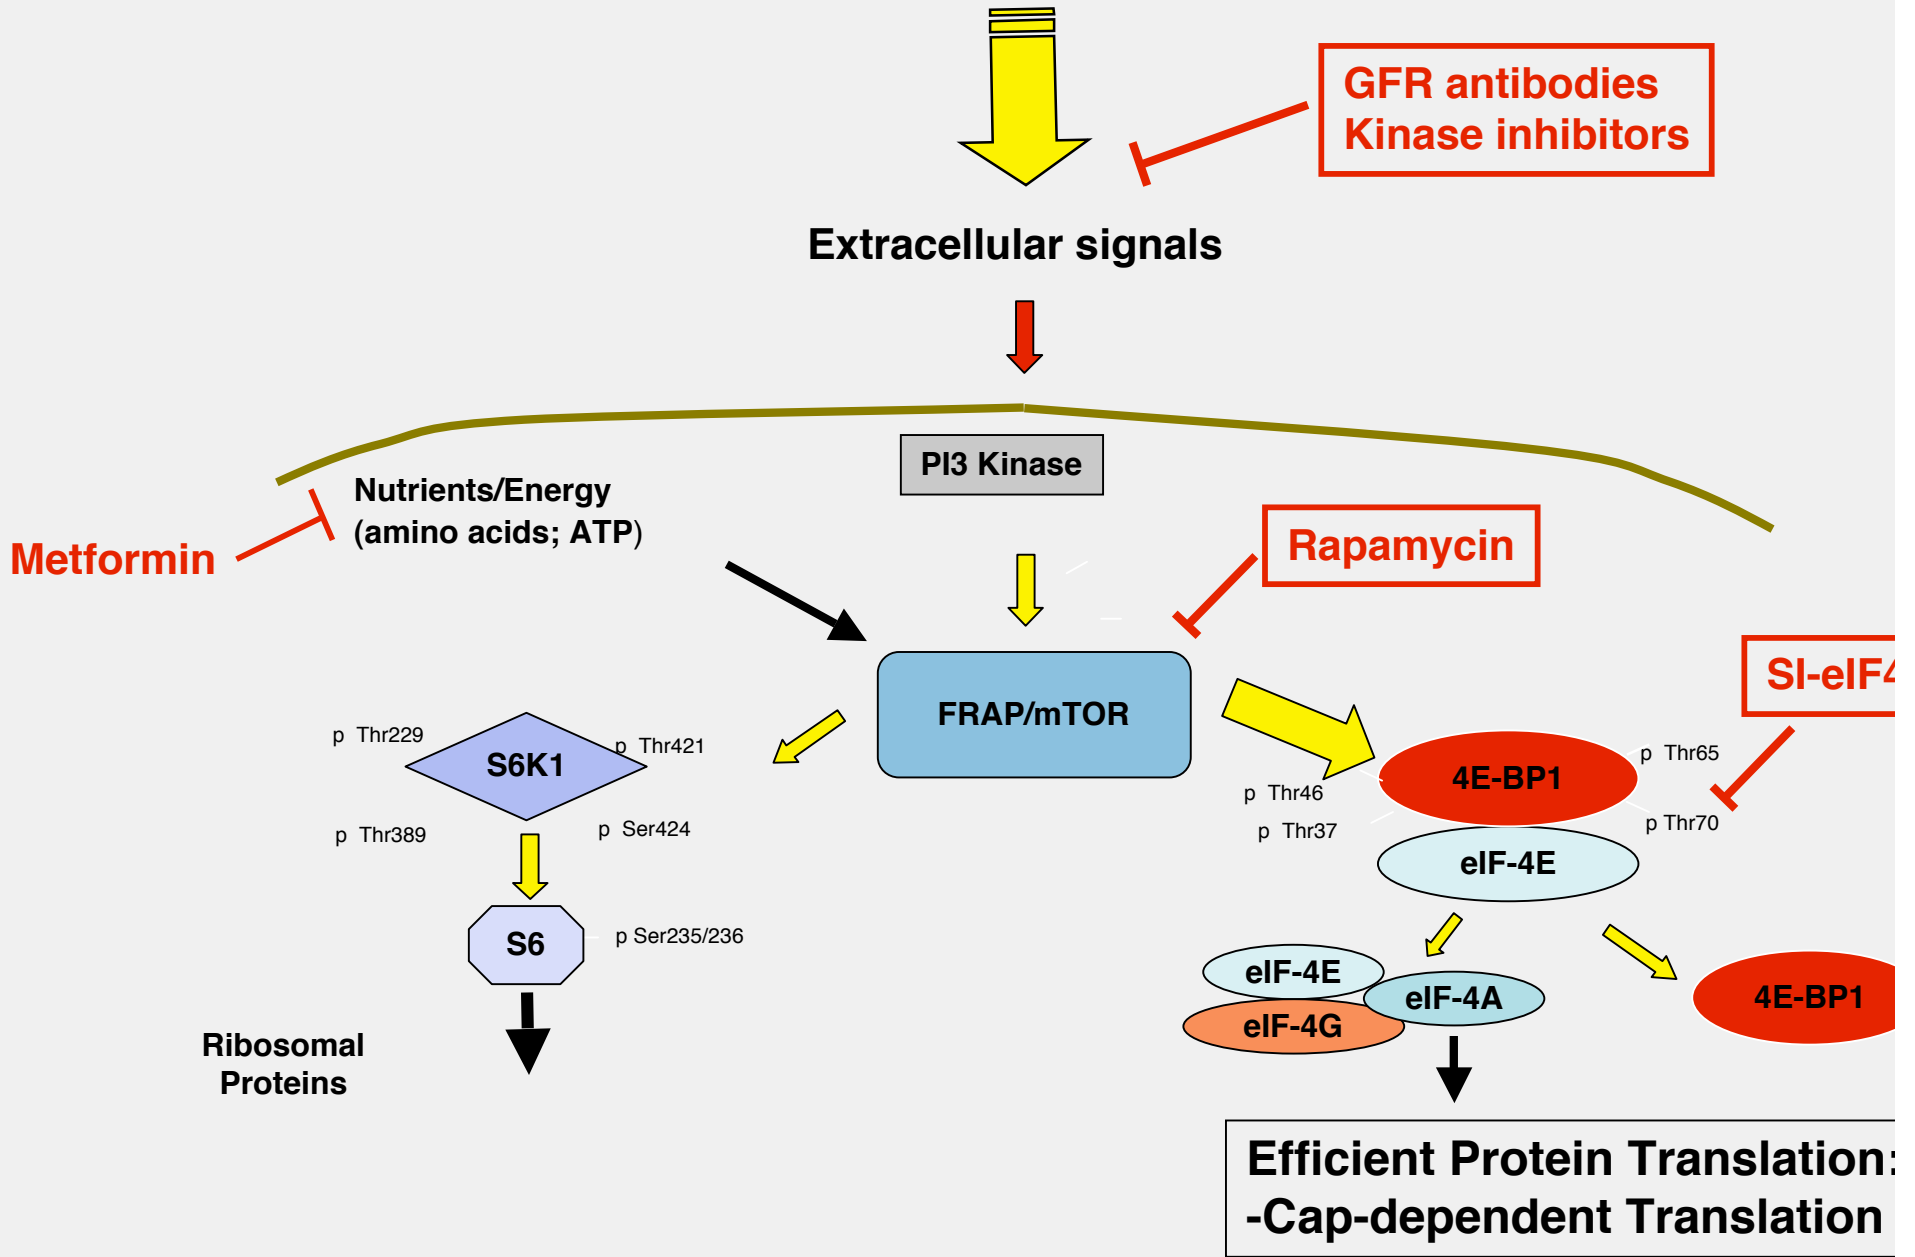 GFR antibodies
Kinase inhibitors
Extracellular signals
PI3 Kinase
Nutrients/Energy
(amino acids; ATP)
Metformin
Rapamycin
SI-eIF4
FRAP/mTOR
p Thr229
S6K1
p Thr421
p Thr389
p Ser424
4E-BP1
p Thr65
p Thr46
p Thr37
p Thr70
eIF-4E
S6
p Ser235/236
eIF-4E
eIF-4A
eIF-4G
4E-BP1
Ribosomal
Proteins
Efficient Protein Translation:
-Cap-dependent Translation